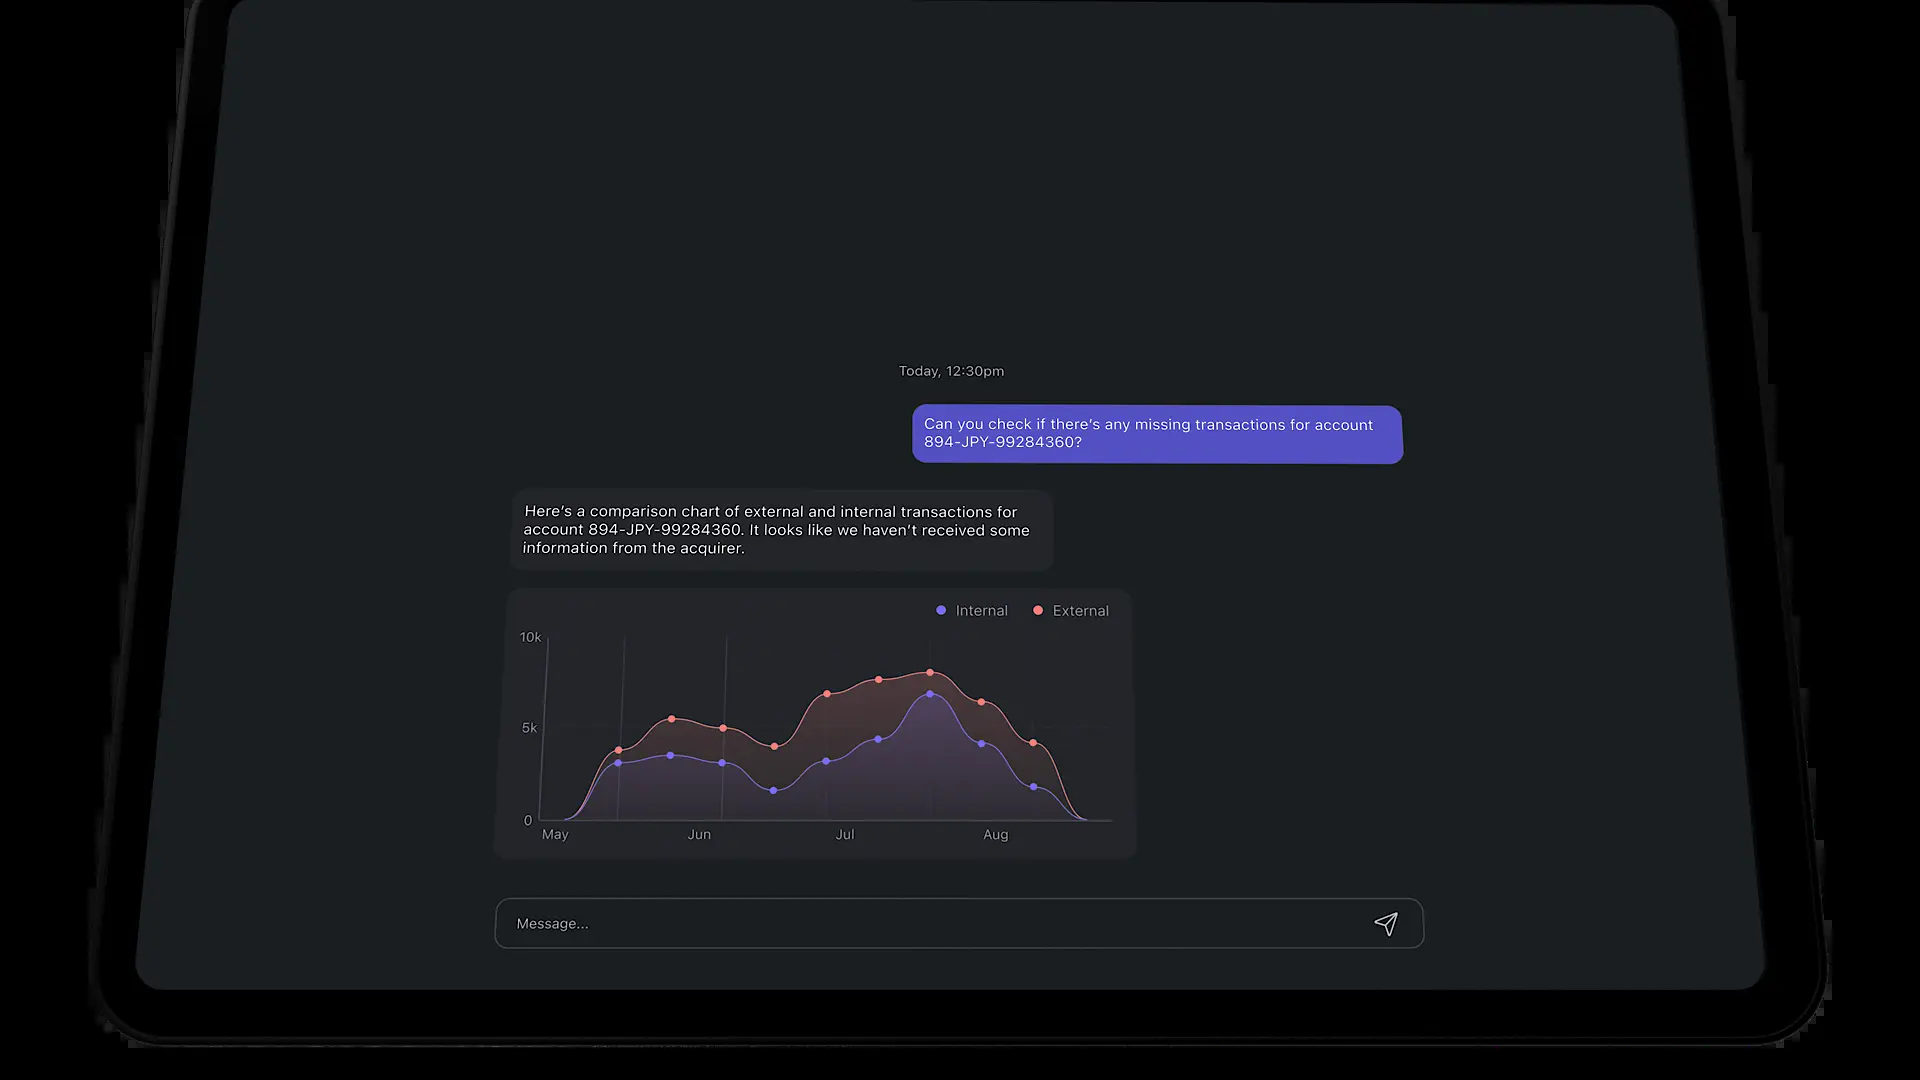 Today, 12:30pm
Can you check if there’s any missing transactions for account
894-JPY-99284360?
Here’s a comparison chart of external and internal transactions for
account 894-JPY-99284360. It looks like we haven’t received some
information from the acquirer.
Internal External
10k
5k
0
May Jun Jul Aug
Message...